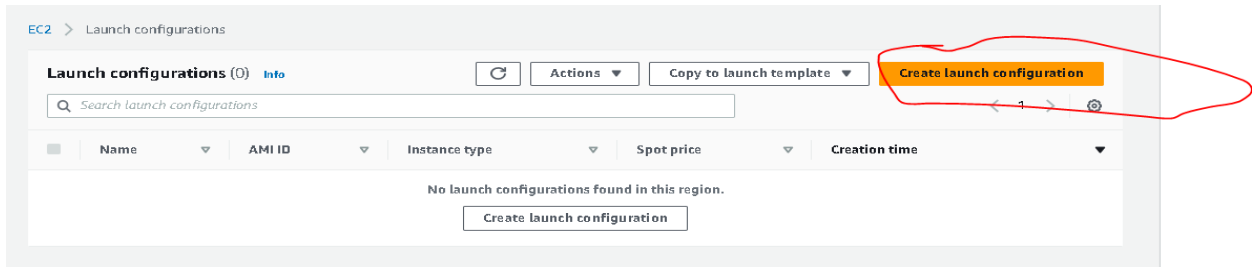 EC2 > Launch configurations
Launch configurations (0) Info Actions Copy to launch template Create launch configuration
Search launch configurations < 1 >
Name AMI ID Instance type Spot price Creation time
No launch configurations found in this region.
Create launch configuration